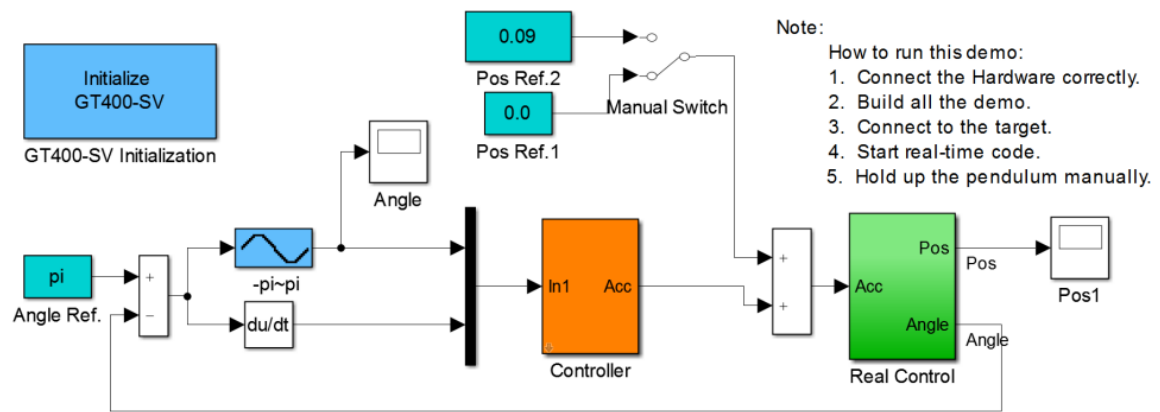 Initialize
GT400-SV
GT400-SV Initialization
0.09
Pos Ref.2
0.0
Pos Ref.1
Manual Switch
Note:
How to run this demo:
1. Connect the Hardware correctly.
2. Build all the demo.
3. Connect to the target.
4. Start real-time code.
5. Hold up the pendulum manually.
Angle
pi
Angle Ref.
+
−
-pi~pi
du/dt
In1
Acc
Controller
+
+
Acc
Pos
Angle
Real Control
Pos
Angle
Pos1